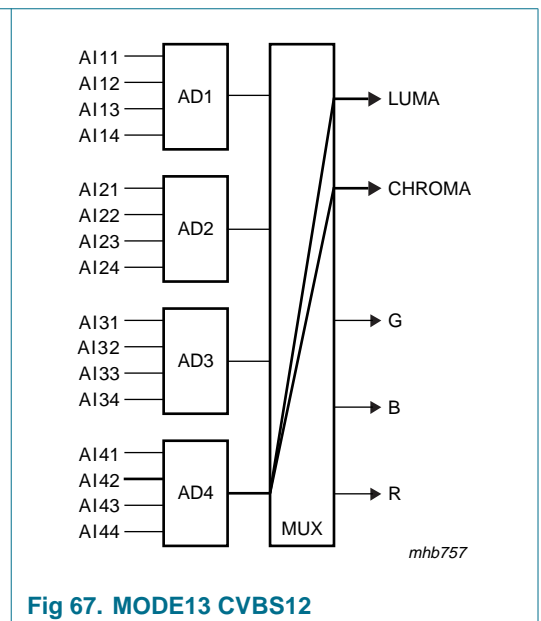 AI11
AI12
AI13
AI14
AD1
AI21
AI22
AI23
AI24
AD2
AI31
AI32
AI33
AI34
AD3
AI41
AI42
AI43
AI44
AD4
MUX
LUMA
CHROMA
G
B
R
mhb757
Fig 67. MODE13 CVBS12